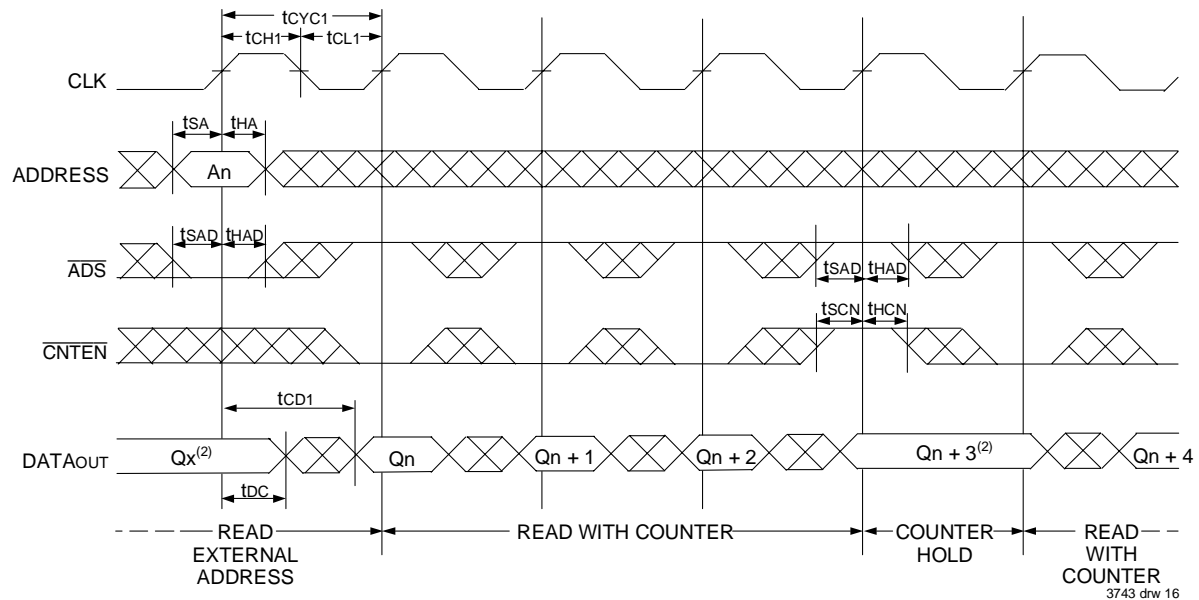 tCYC1
tCH1 tCL1
CLK
tSA tHA
ADDRESS An
tSAD tHAD
ADS
tSAD tHAD
tSCN tHCN
CNTEN
tCD1
DATAOUT Qx(2) Qn Qn + 1 Qn + 2 Qn + 3(2) Qn + 4
tDC
READ EXTERNAL ADDRESS
READ WITH COUNTER
COUNTER HOLD
READ WITH COUNTER
3743 drw 16